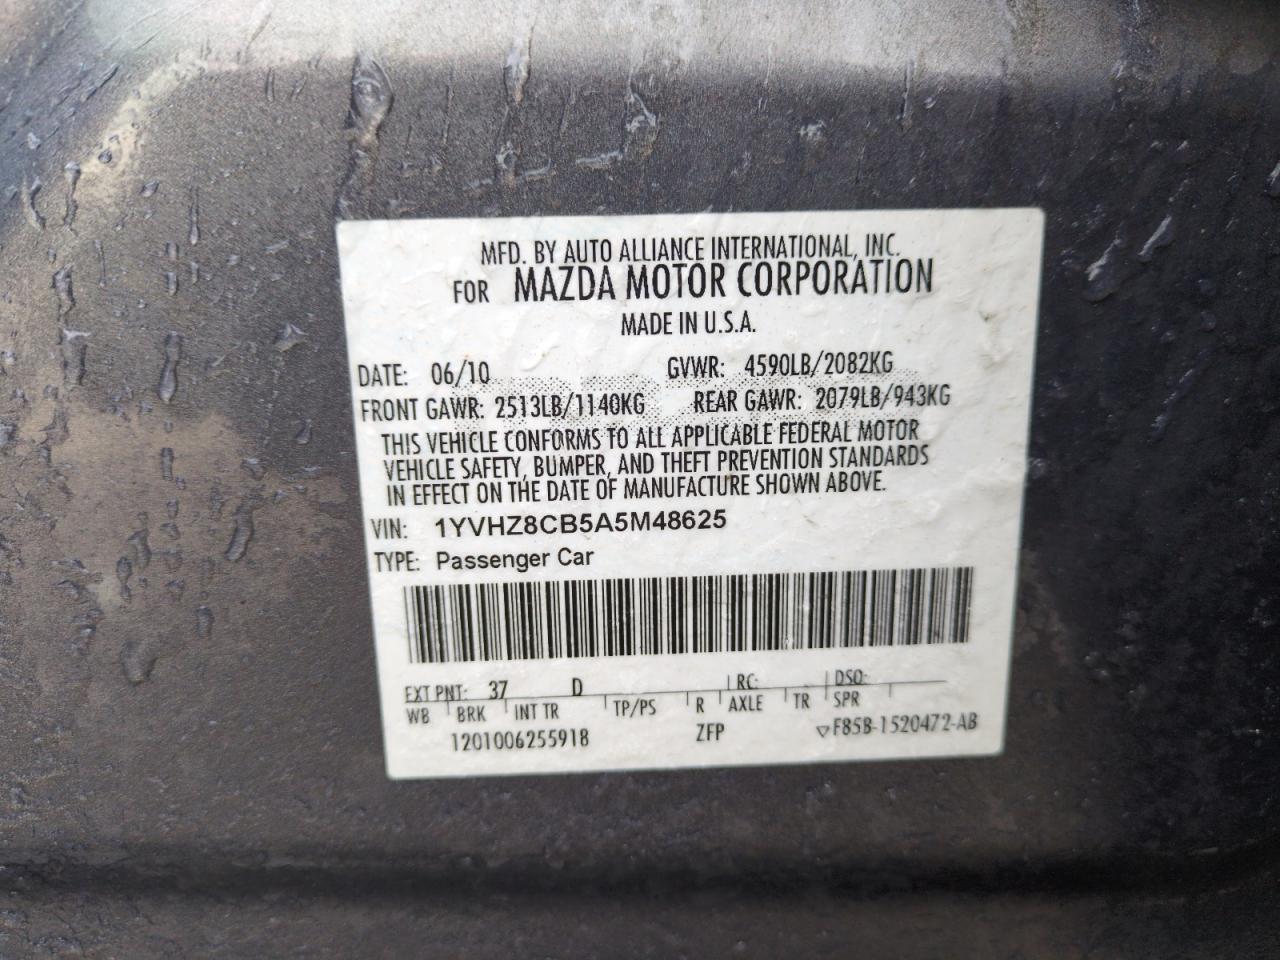 MFD. BY AUTO ALLIANCE INTERNATIONAL, INC.
FOR MAZDA MOTOR CORPORATION
MADE IN U.S.A.
DATE: 06/10 GVWR: 4590LB/2082KG
FRONT GAWR: 2513LB/1140KG REAR GAWR: 2079LB/943KG
THIS VEHICLE CONFORMS TO ALL APPLICABLE FEDERAL MOTOR
VEHICLE SAFETY, BUMPER, AND THEFT PREVENTION STANDARDS
IN EFFECT ON THE DATE OF MANUFACTURE SHOWN ABOVE.
VIN: 1YVHZ8CB5A5M48625
TYPE: Passenger Car
EXT PNT: 37 D RC: DSO:
WB BRK INT TR TP/PS R AXLE TR SPR
1201006255918 ZFP ▽F85B-1520472-AB